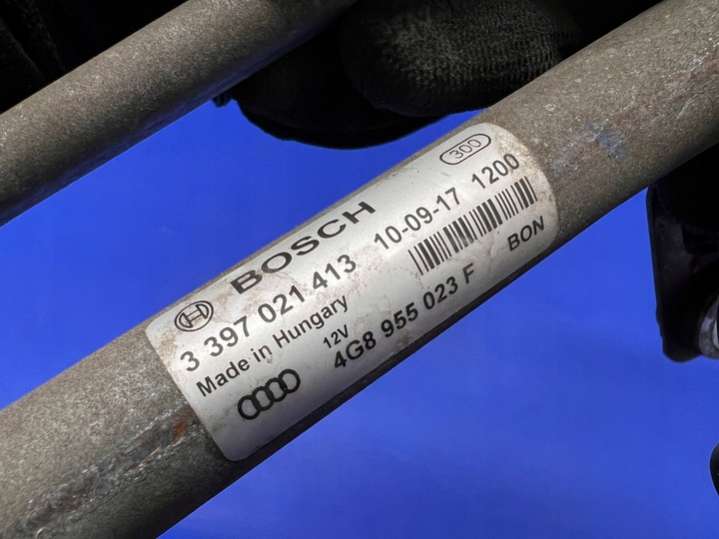 300
BOSCH
3 397 021 413 10-09-17 1200
Made in Hungary
12V
4G8 955 023 F BON